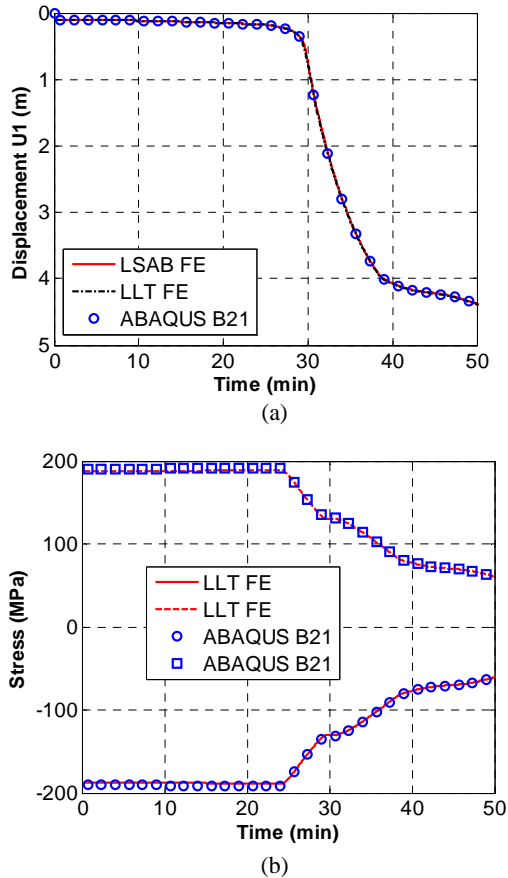 0
1
2
3
4
5
Displacement U1 (m)
LSAB FE
LLT FE
ABAQUS B21
0 10 20 30 40 50
Time (min)
(a)
200
100
0
-100
-200
Stress (MPa)
LLT FE
LLT FE
ABAQUS B21
ABAQUS B21
0 10 20 30 40 50
Time (min)
(b)